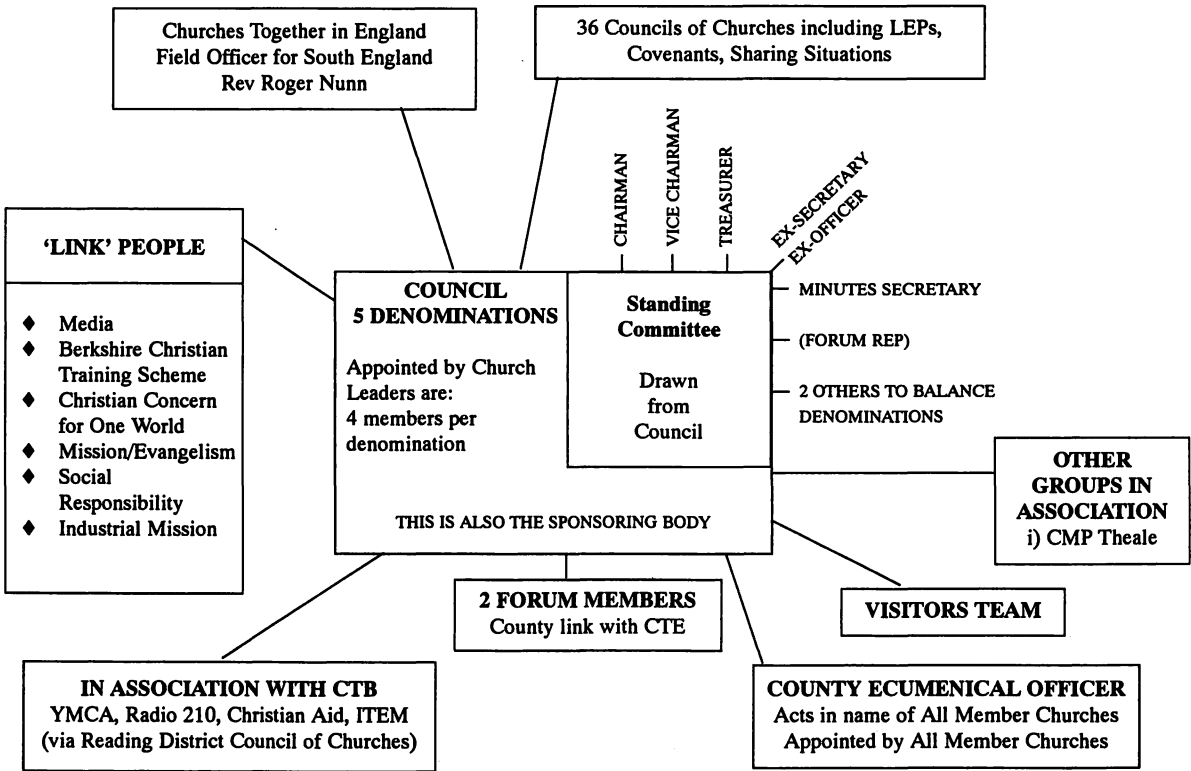 Churches Together in England
Field Officer for South England
Rev Roger Nunn
36 Councils of Churches including LEPs,
Covenants, Sharing Situations
CHAIRMAN
VICE CHAIRMAN
TREASURER
EX-SECRETARY
EX-OFFICER
MINUTES SECRETARY
(FORUM REP)
2 OTHERS TO BALANCE
DENOMINATIONS
‘LINK’ PEOPLE
♦ Media
♦ Berkshire Christian
Training Scheme
♦ Christian Concern
for One World
♦ Mission/Evangelism
♦ Social
Responsibility
♦ Industrial Mission
COUNCIL
5 DENOMINATIONS
Appointed by Church
Leaders are:
4 members per
denomination
Standing
Committee
Drawn
from
Council
THIS IS ALSO THE SPONSORING BODY
OTHER
GROUPS IN
ASSOCIATION
i) CMP Theale
2 FORUM MEMBERS
County link with CTE
VISITORS TEAM
IN ASSOCIATION WITH CTB
YMCA, Radio 210, Christian Aid, ITEM
(via Reading District Council of Churches)
COUNTY ECUMENICAL OFFICER
Acts in name of All Member Churches
Appointed by All Member Churches